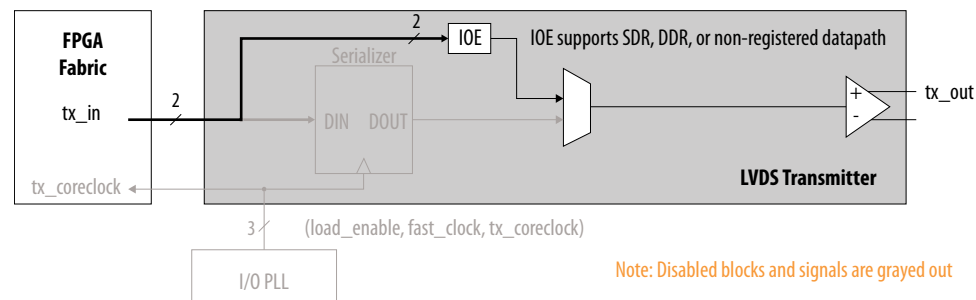 2
IOE
IOE supports SDR, DDR, or non-registered datapath
FPGA
Fabric
Serializer
tx_in
2
DIN
DOUT
+
-
tx_out
tx_coreclock
LVDS Transmitter
3
(load_enable, fast_clock, tx_coreclock)
I/O PLL
Note: Disabled blocks and signals are grayed out